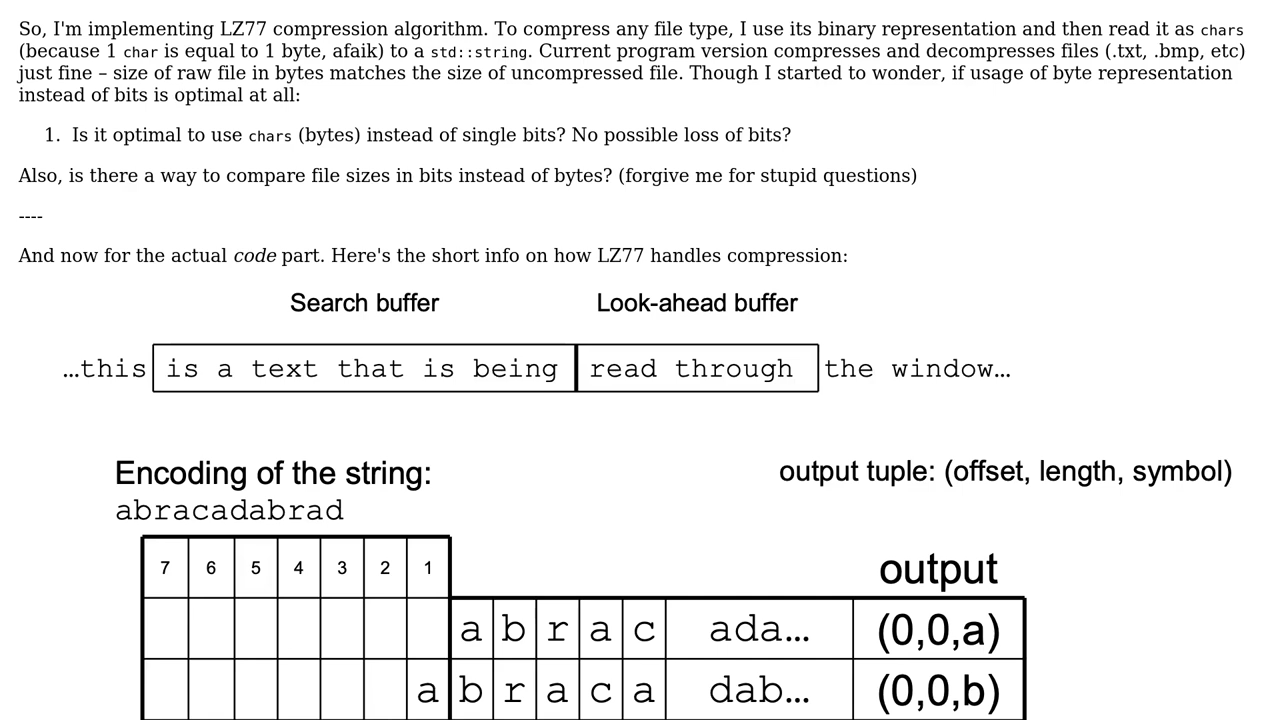 So, I'm implementing LZ77 compression algorithm. To compress any file type, I use its binary representation and then read it as chars
(because 1 char is equal to 1 byte, afaik) to a std::string. Current program version compresses and decompresses files (.txt, .bmp, etc)
just fine – size of raw file in bytes matches the size of uncompressed file. Though I started to wonder, if usage of byte representation
instead of bits is optimal at all:
1. Is it optimal to use chars (bytes) instead of single bits? No possible loss of bits?
Also, is there a way to compare file sizes in bits instead of bytes? (forgive me for stupid questions)
----
And now for the actual code part. Here's the short info on how LZ77 handles compression:
Search buffer Look-ahead buffer
…this is a text that is being read through the window…
Encoding of the string: output tuple: (offset, length, symbol)
abracadabrad
7 6 5 4 3 2 1 output
a b r a c ada… (0,0,a)
a b r a c a dab… (0,0,b)